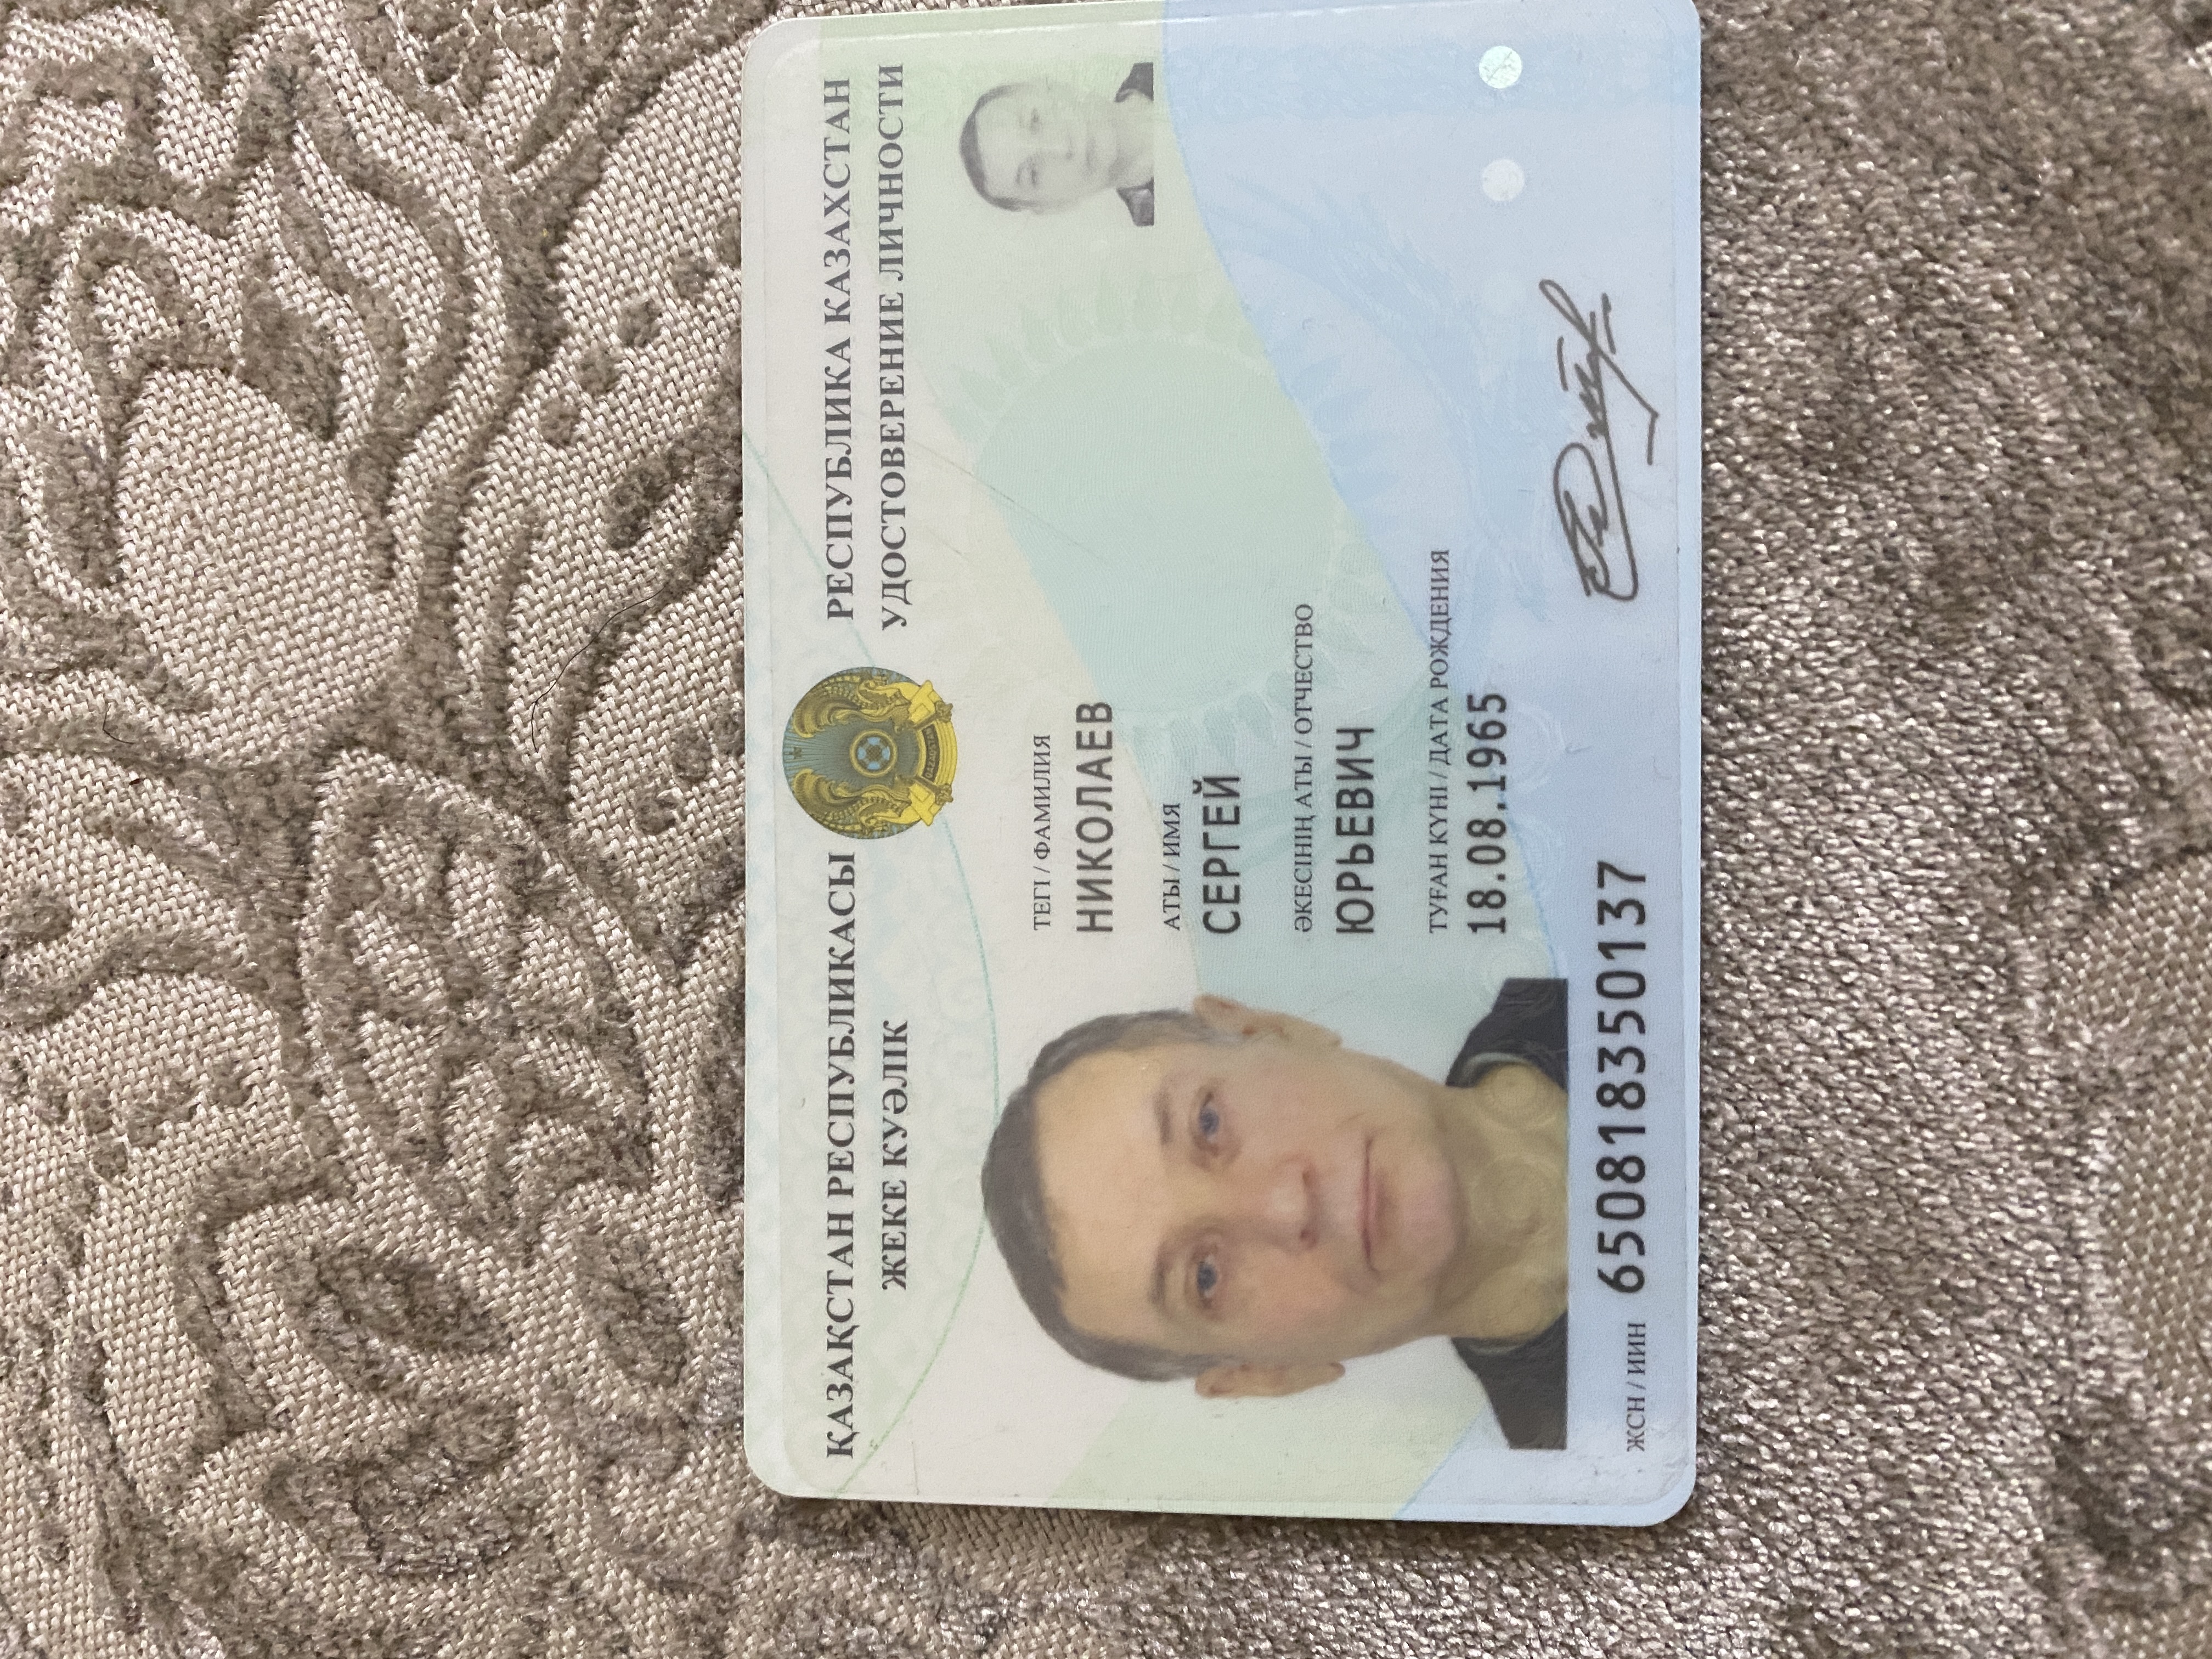 ҚАЗАҚСТАН РЕСПУБЛИКАСЫ
ЖЕКЕ КУӘЛІК
QAZAQSTAN
РЕСПУБЛИКА КАЗАХСТАН
УДОСТОВЕРЕНИЕ ЛИЧНОСТИ
ТЕГІ / ФАМИЛИЯ
НИКОЛАЕВ
АТЫ / ИМЯ
СЕРГЕЙ
ӘКЕСІНІҢ АТЫ / ОТЧЕСТВО
ЮРЬЕВИЧ
ТУҒАН КҮНІ / ДАТА РОЖДЕНИЯ
18.08.1965
ЖСН / ИИН 650818350137